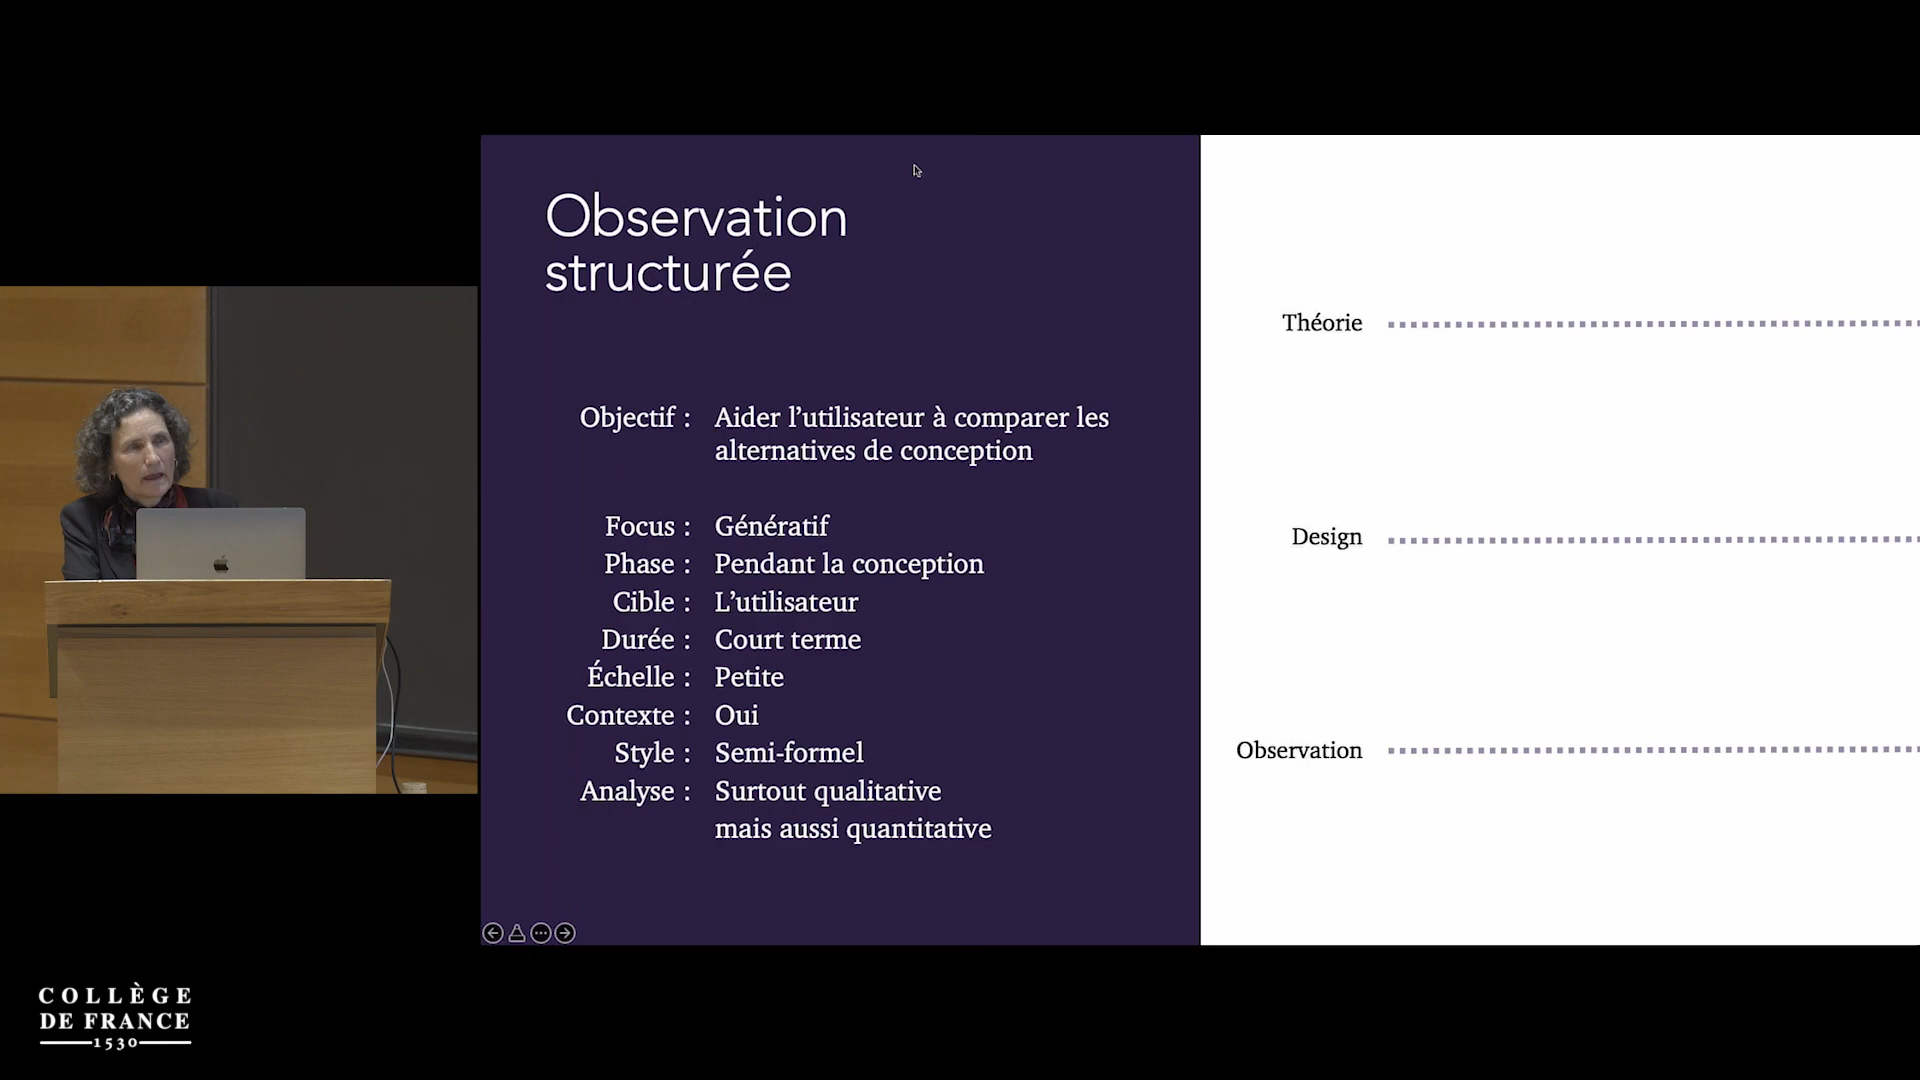 Observation
structurée
Objectif : Aider l’utilisateur à comparer les
alternatives de conception
Focus : Génératif
Phase : Pendant la conception
Cible : L’utilisateur
Durée : Court terme
Échelle : Petite
Contexte : Oui
Style : Semi-formel
Analyse : Surtout qualitative
mais aussi quantitative
Théorie
Design
Observation
COLLÈGE
DE FRANCE
1530